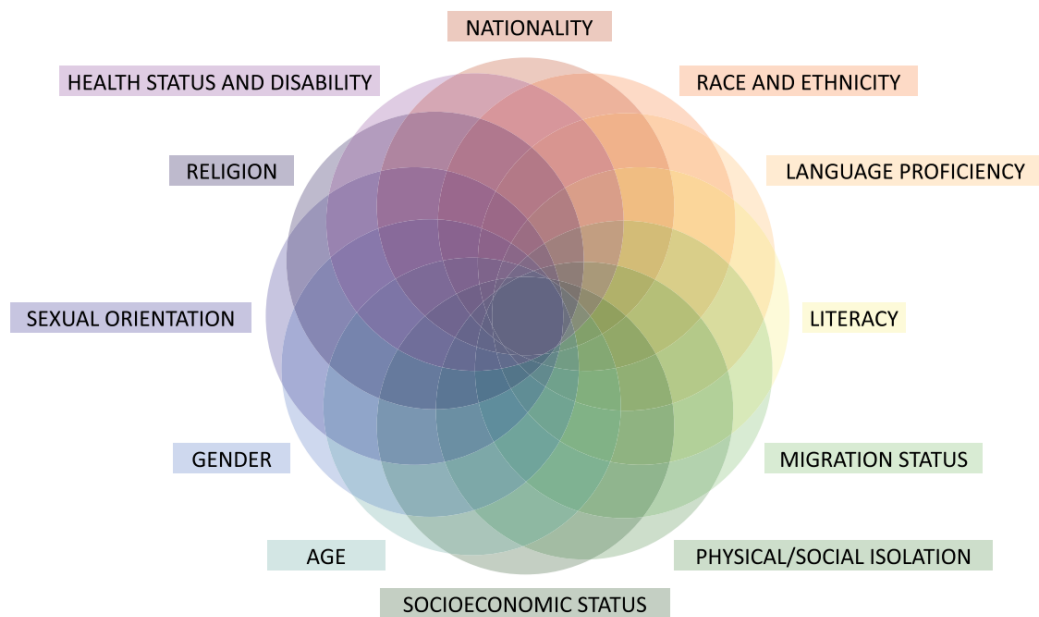 NATIONALITY
HEALTH STATUS AND DISABILITY
RACE AND ETHNICITY
RELIGION
LANGUAGE PROFICIENCY
SEXUAL ORIENTATION
LITERACY
GENDER
MIGRATION STATUS
AGE
PHYSICAL/SOCIAL ISOLATION
SOCIOECONOMIC STATUS